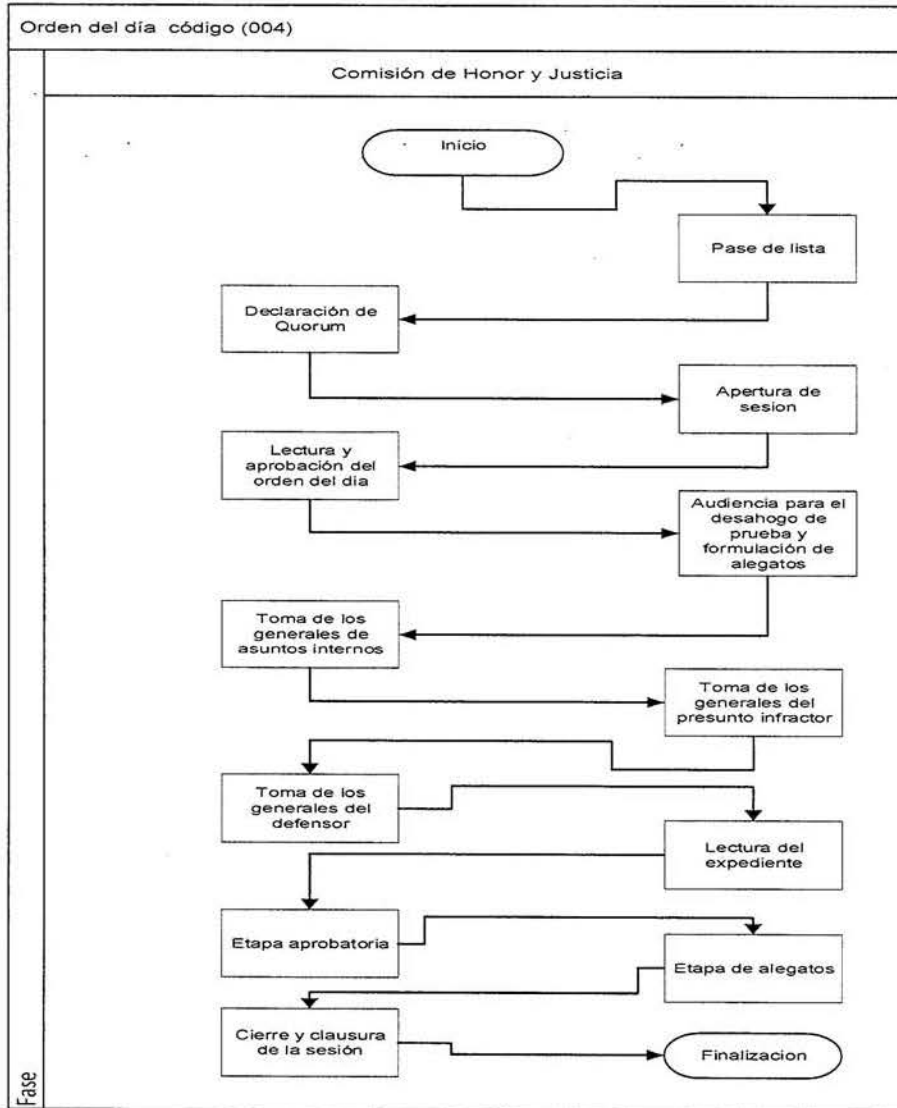 Orden del día código (004)
Comisión de Honor y Justicia
Inicio
Pase de lista
Declaración de
Quorum
Apertura de
sesion
Lectura y
aprobación del
orden del dia
Audiencia para el
desahogo de
prueba y
formulación de
alegatos
Toma de los
generales de
asuntos internos
Toma de los
generales del
presunto infractor
Toma de los
generales del
defensor
Lectura del
expediente
Etapa aprobatoria
Etapa de alegatos
Cierre y clausura
de la sesión
Finalizacion
Fase